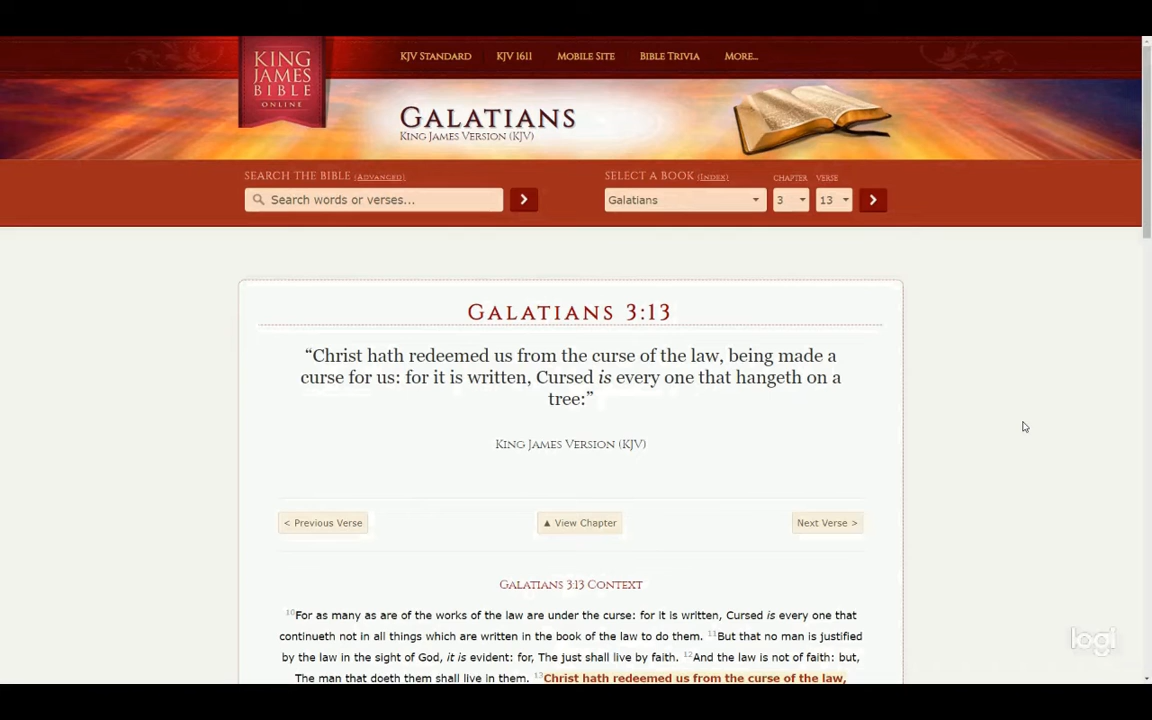 KING
JAMES
BIBLE
ONLINE
KJV STANDARD KJV 1611 MOBILE SITE BIBLE TRIVIA MORE...
GALATIANS
KING JAMES VERSION (KJV)
SEARCH THE BIBLE (ADVANCED) SELECT A BOOK (INDEX) CHAPTER VERSE
Search words or verses... > Galatians 3 13 >
GALATIANS 3:13
“Christ hath redeemed us from the curse of the law, being made a
curse for us: for it is written, Cursed is every one that hangeth on a
tree:”
KING JAMES VERSION (KJV)
< Previous Verse ▲ View Chapter Next Verse >
GALATIANS 3:13 CONTEXT
10For as many as are of the works of the law are under the curse: for it is written, Cursed is every one that
continueth not in all things which are written in the book of the law to do them. 11But that no man is justified
by the law in the sight of God, it is evident: for, The just shall live by faith. 12And the law is not of faith: but,
The man that doeth them shall live in them. 13Christ hath redeemed us from the curse of the law,
logi